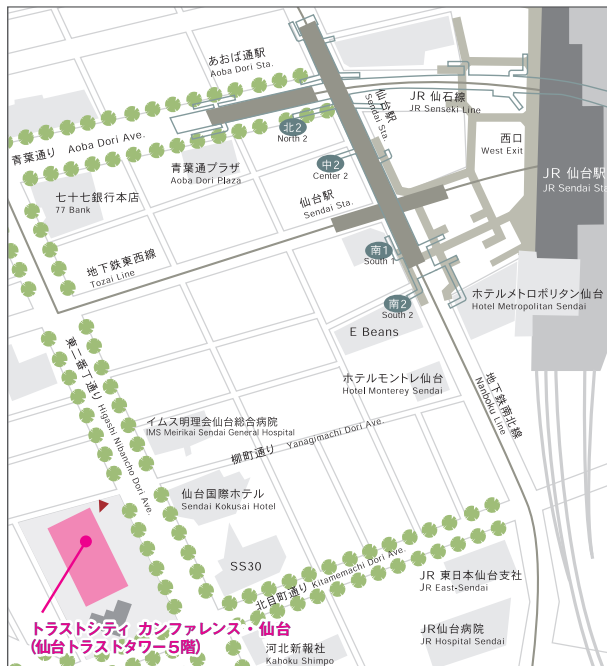 あおば通駅
Aoba Dori Sta.
仙台駅
Sendai Sta.
JR 仙石線
JR Senseki Line
青葉通り Aoba Dori Ave.
北2
North 2
西口
West Exit
青葉通プラザ
Aoba Dori Plaza
中2
Center 2
JR 仙台駅
JR Sendai Sta
七十七銀行本店
77 Bank
仙台駅
Sendai Sta.
地下鉄東西線
Tozai Line
南1
South 1
南2
South 2
ホテルメトロポリタン仙台
Hotel Metropolitan Sendai
E Beans
東二番丁通り Higashi Nibancho Dori Ave.
ホテルモントレ仙台
Hotel Monterey Sendai
地下鉄南北線
Nanboku Line
イムス明理会仙台総合病院
IMS Meirikai Sendai General Hospital
柳町通り Yanagimachi Dori Ave.
仙台国際ホテル
Sendai Kokusai Hotel
SS30
北目町通り Kitamemachi Dori Ave.
JR 東日本仙台支社
JR East-Sendai
トラストシティ カンファレンス・仙台
(仙台トラストタワー5階)
JR仙台病院
JR Hospital Sendai
河北新報社
Kahoku Shimpo